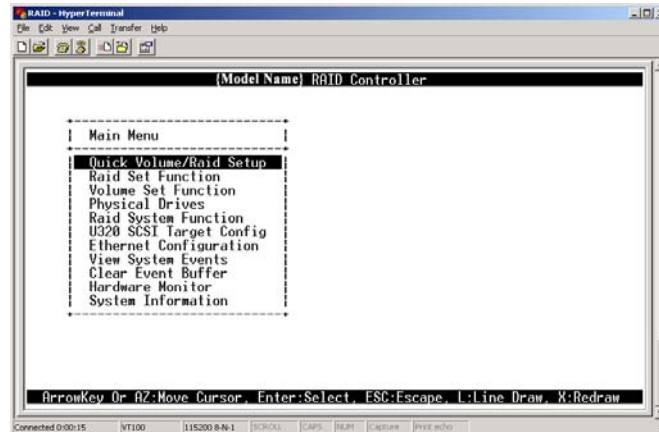 RAID - HyperTerminal
File Edit View Call Transfer Help
{Model Name} RAID Controller
Main Menu
Quick Volume/Raid Setup
Raid Set Function
Volume Set Function
Physical Drives
Raid System Function
U320 SCSI Target Config
Ethernet Configuration
View System Events
Clear Event Buffer
Hardware Monitor
System Information
ArrowKey Or AZ:Move Cursor, Enter:Select, ESC:Escape, L:Line Draw, X:Redraw
Connected 0:00:15 VT100 115200 8-N-1 SCROLL CAPS NUM Capture Print echo